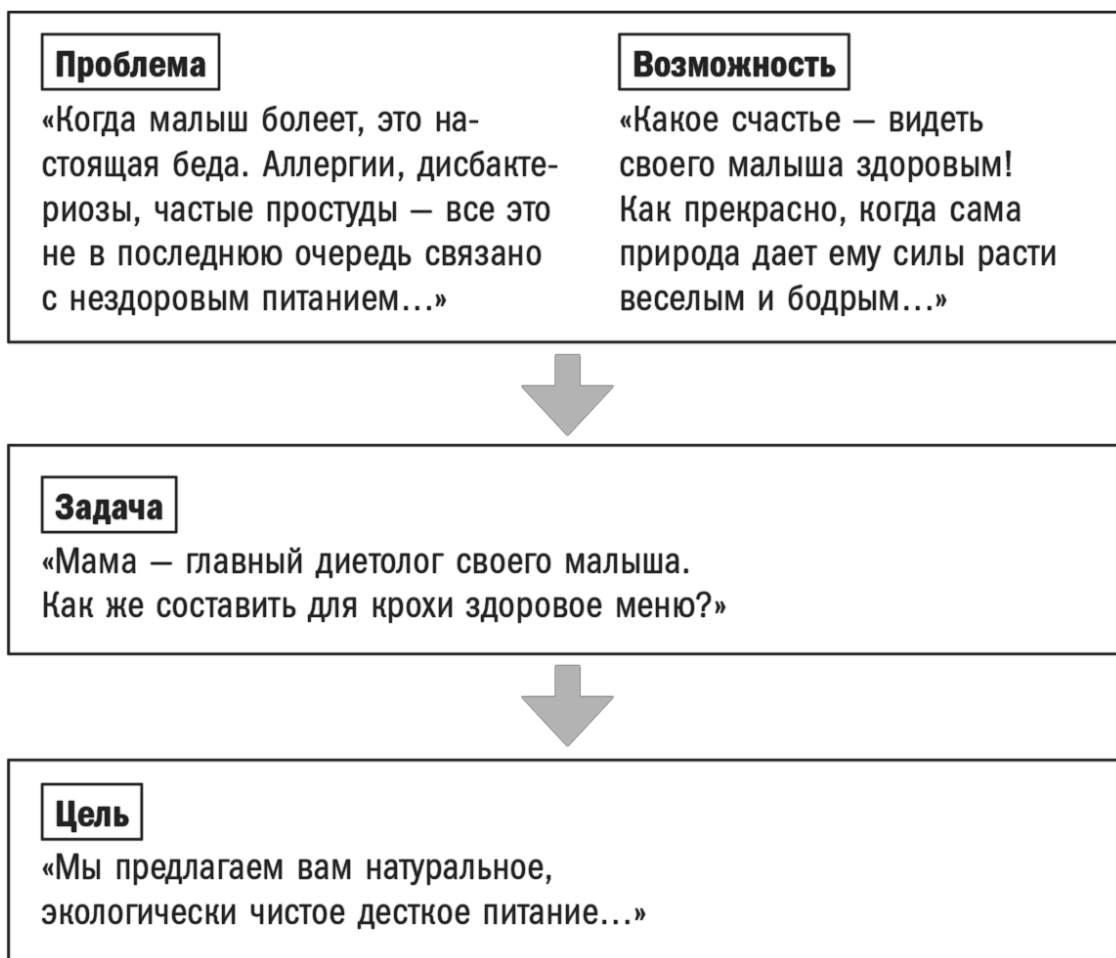 Проблема
«Когда малыш болеет, это на-
стоящая беда. Аллергии, дисбакте-
риозы, частые простуды — все это
не в последнюю очередь связано
с нездоровым питанием...»
Возможность
«Какое счастье — видеть
своего малыша здоровым!
Как прекрасно, когда сама
природа дает ему силы расти
веселым и бодрым...»
Задача
«Мама — главный диетолог своего малыша.
Как же составить для крохи здоровое меню?»
Цель
«Мы предлагаем вам натуральное,
экологически чистое десткое питание...»